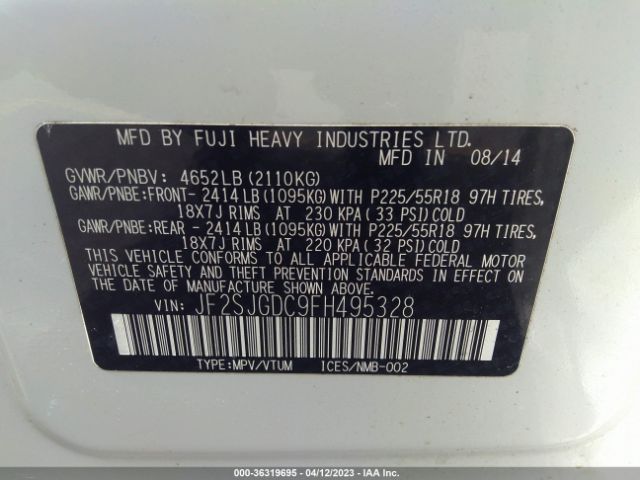 MFD BY FUJI HEAVY INDUSTRIES LTD.
MFD IN 08/14
GVWR/PNBV: 4652LB (2110KG)
GAWR/PNBE:FRONT- 2414 LB (1095KG) WITH P225/55R18 97H TIRES,
18X7J RIMS AT 230 KPA ( 33 PSI) COLD
GAWR/PNBE:REAR - 2414 LB (1095KG) WITH P225/55R18 97H TIRES,
18X7J RIMS AT 220 KPA ( 32 PSI) COLD
THIS VEHICLE CONFORMS TO ALL APPLICABLE FEDERAL MOTOR
VEHICLE SAFETY AND THEFT PREVENTION STANDARDS IN EFFECT ON
THE DATE OF MANUFACTURE SHOWN ABOVE.
VIN: JF2SJGDC9FH495328
TYPE:MPV/VTUM ICES/NMB-002
000-36319695 - 04/12/2023 - IAA Inc.